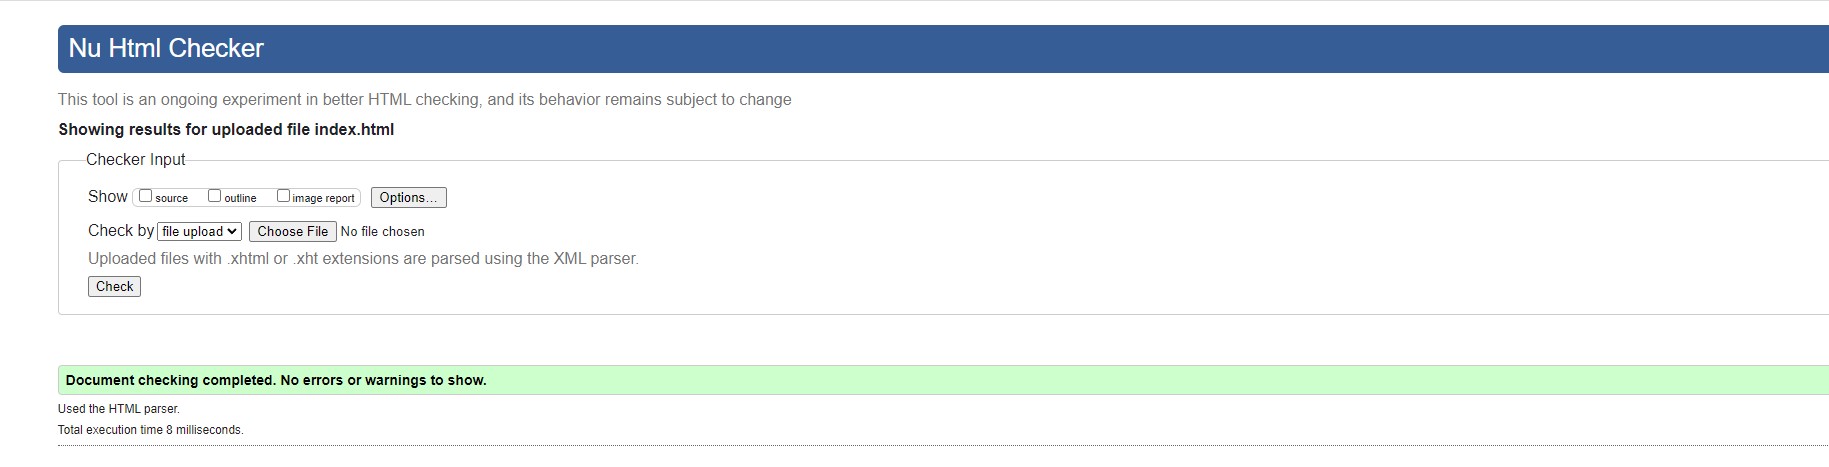 Nu Html Checker
This tool is an ongoing experiment in better HTML checking, and its behavior remains subject to change
Showing results for uploaded file index.html
Checker Input
Show source outline image report Options...
Check by file upload Choose File No file chosen
Uploaded files with .xhtml or .xht extensions are parsed using the XML parser.
Check
Document checking completed. No errors or warnings to show.
Used the HTML parser.
Total execution time 8 milliseconds.